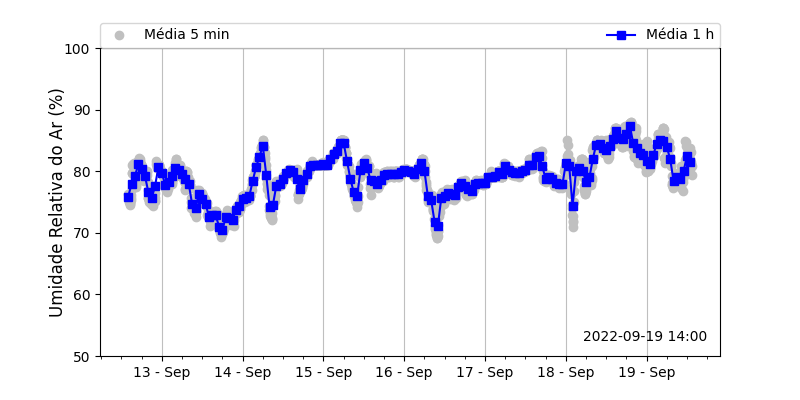 Média 5 min
Média 1 h
Umidade Relativa do Ar (%)
100
90
80
70
60
50
2022-09-19 14:00
13 - Sep
14 - Sep
15 - Sep
16 - Sep
17 - Sep
18 - Sep
19 - Sep